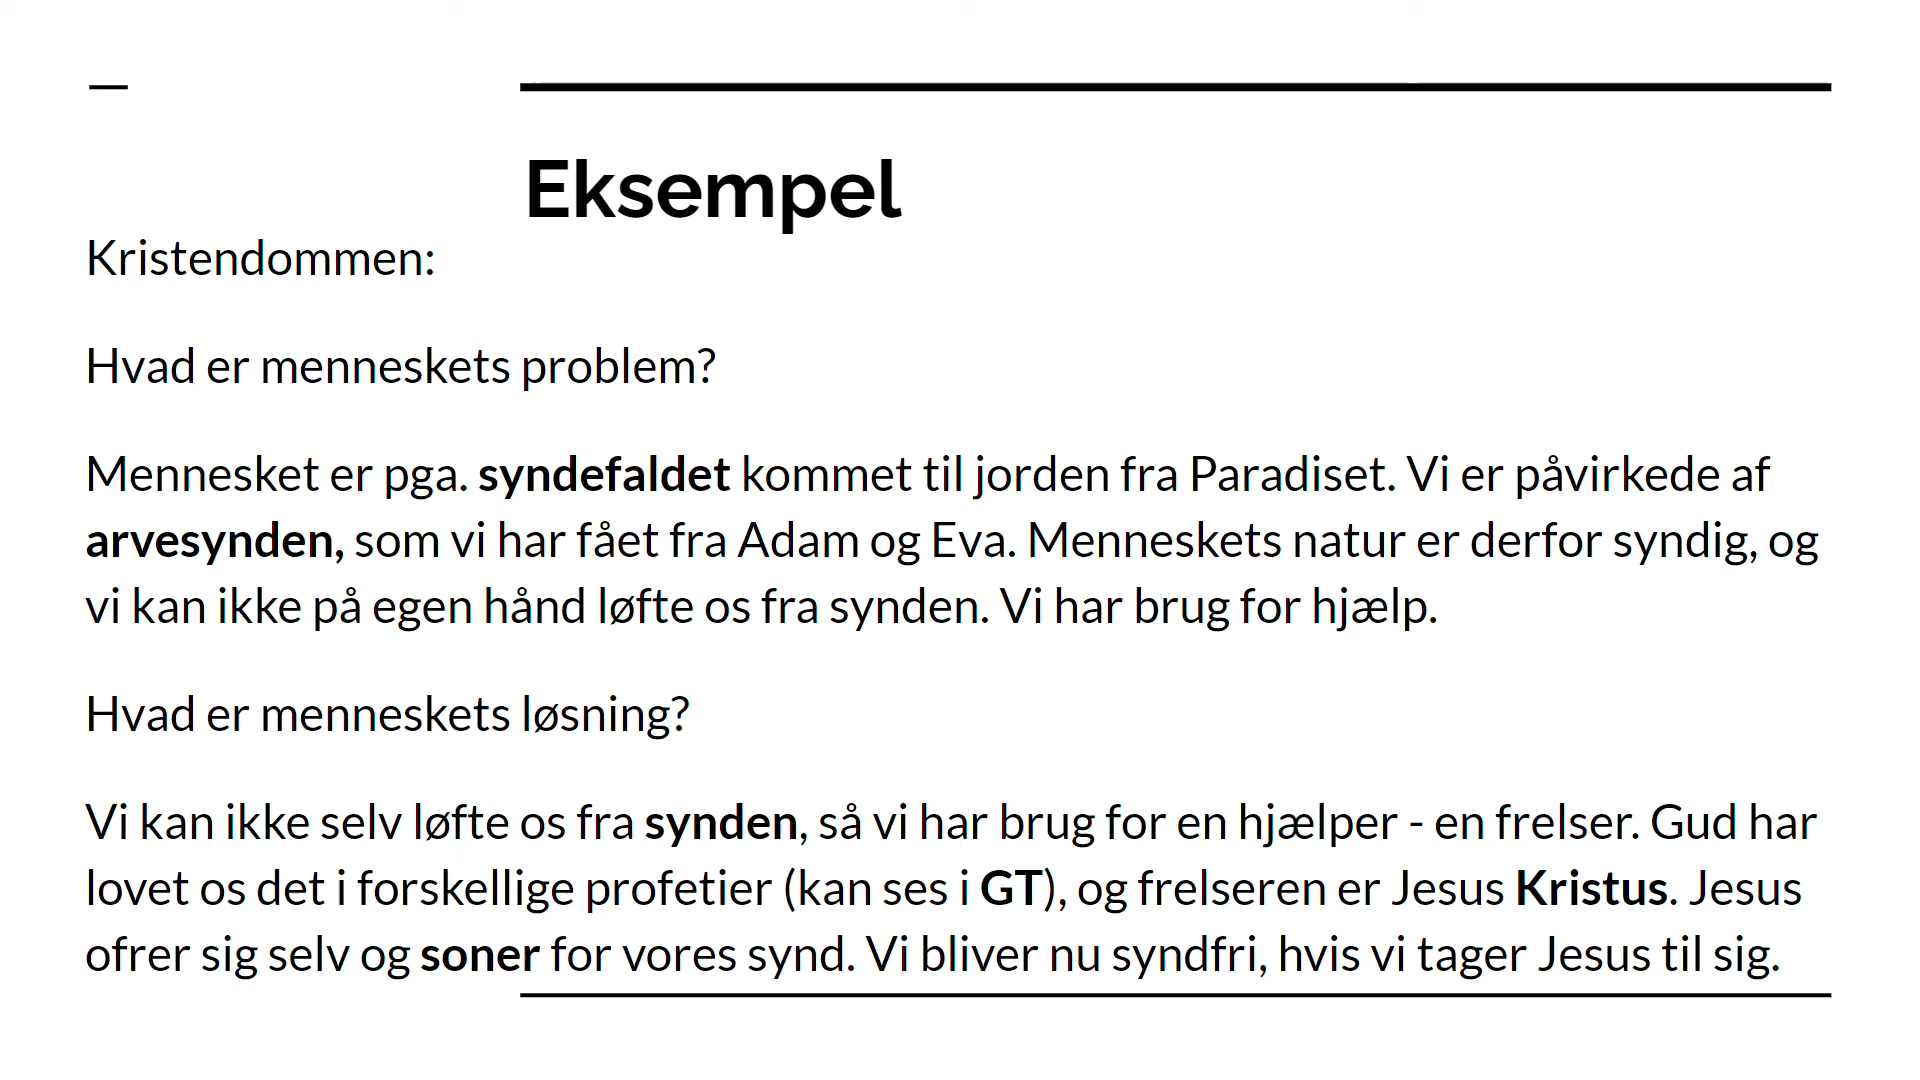 Eksempel
Kristendommen:
Hvad er menneskets problem?
Mennesket er pga. syndefaldet kommet til jorden fra Paradiset. Vi er påvirkede af
arvesynden, som vi har fået fra Adam og Eva. Menneskets natur er derfor syndig, og
vi kan ikke på egen hånd løfte os fra synden. Vi har brug for hjælp.
Hvad er menneskets løsning?
Vi kan ikke selv løfte os fra synden, så vi har brug for en hjælper - en frelser. Gud har
lovet os det i forskellige profetier (kan ses i GT), og frelseren er Jesus Kristus. Jesus
ofrer sig selv og soner for vores synd. Vi bliver nu syndfri, hvis vi tager Jesus til sig.